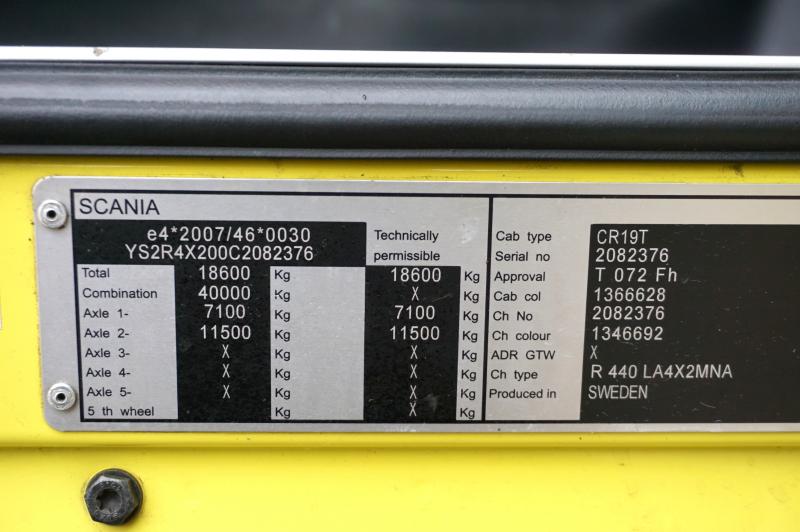 SCANIA
e4*2007/46*0030
YS2R4X200C2082376
Technically
permissible
Total 18600 Kg 18600 Kg
Combination 40000 Kg X Kg
Axle 1- 7100 Kg 7100 Kg
Axle 2- 11500 Kg 11500 Kg
Axle 3- X Kg X Kg
Axle 4- X Kg X Kg
Axle 5- X Kg X Kg
5 th wheel Kg X Kg
Cab type CR19T
Serial no 2082376
Approval T 072 Fh
Cab col 1366628
Ch No 2082376
Ch colour 1346692
ADR GTW X
Ch type R 440 LA4X2MNA
Produced in SWEDEN